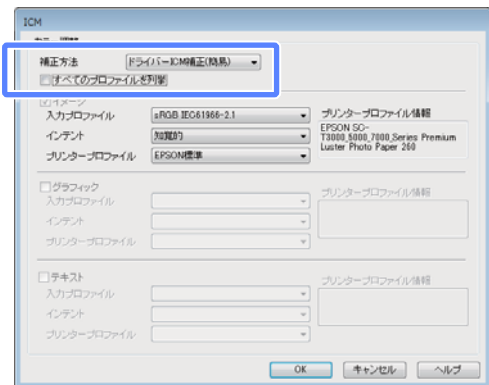 ICM
補正方法 ドライバーICM補正(簡易)
すべてのプロファイルを列挙
イメージ
入力プロファイル sRGB IEC61966-2.1 プリンタープロファイル情報
インテント 知覚的 EPSON SC-
T3000,5000,7000,Series Premium
プリンタープロファイル EPSON標準 Luster Photo Paper 260
グラフィック
入力プロファイル プリンタープロファイル情報
インテント
プリンタープロファイル
テキスト
入力プロファイル プリンタープロファイル情報
インテント
プリンタープロファイル
OK キャンセル ヘルプ